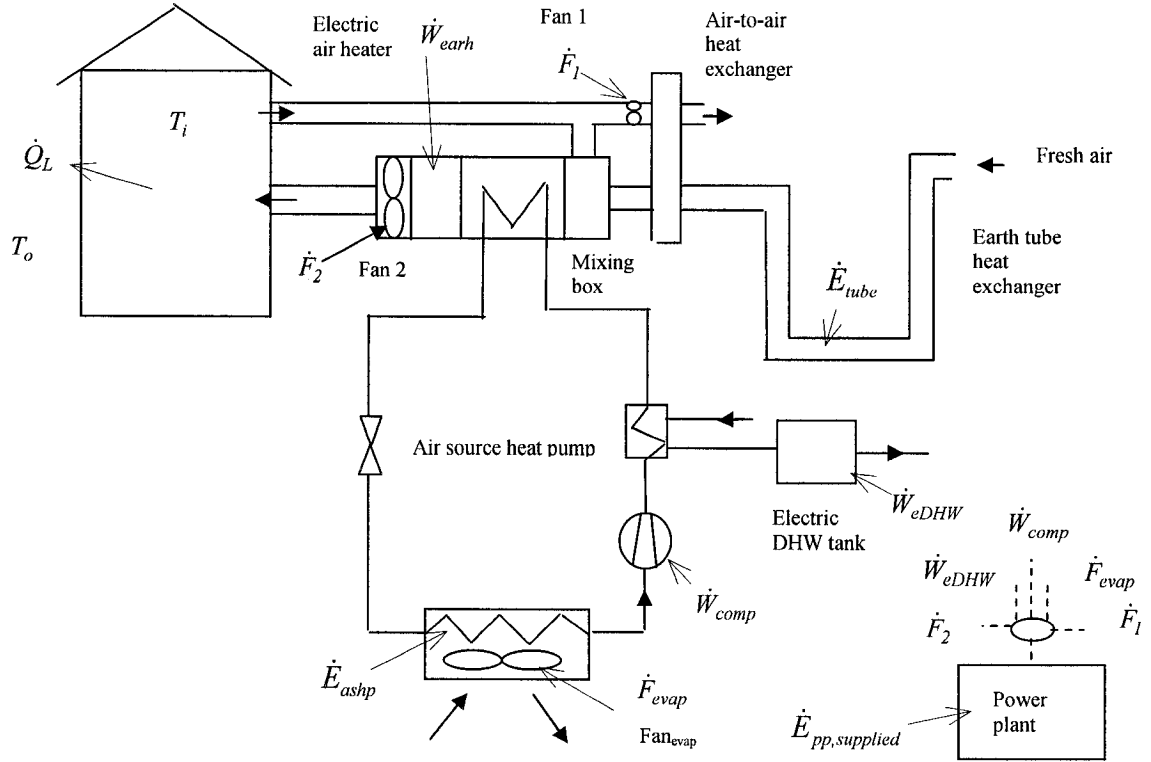 Fan 1
Electric
air heater
Ẇ_earh
Ḟ_1
Air-to-air
heat
exchanger
T_i
Q̇_L
T_o
Fresh air
Ḟ_2
Fan 2
Mixing
box
Earth tube
heat
exchanger
Ė_tube
Air source heat pump
Ẇ_eDHW
Electric
DHW tank
Ẇ_comp
Ẇ_comp
Ẇ_eDHW
Ḟ_evap
Ḟ_2
Ḟ_1
Ė_ashp
Ḟ_evap
Fan_evap
Power
plant
Ė_pp,supplied